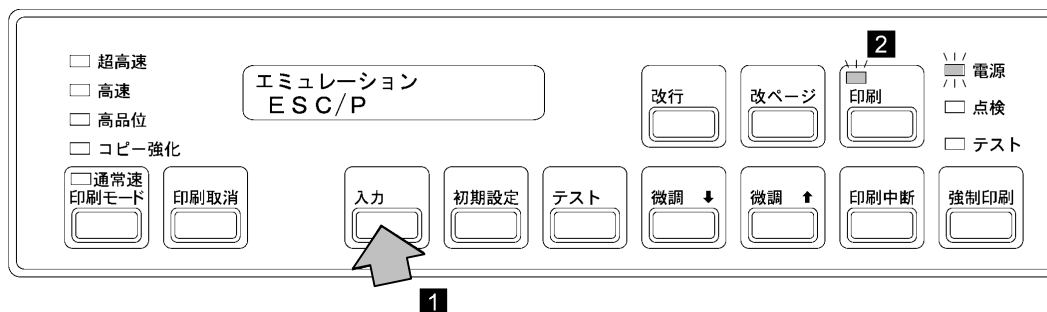 2
超高速
高速
高品位
コピー強化
通常速
印刷モード
印刷取消
エミュレーション
ESC/P
改行
改ページ
印刷
電源
点検
テスト
入力
初期設定
テスト
微調 ⬇
微調 ⬆
印刷中断
強制印刷
1